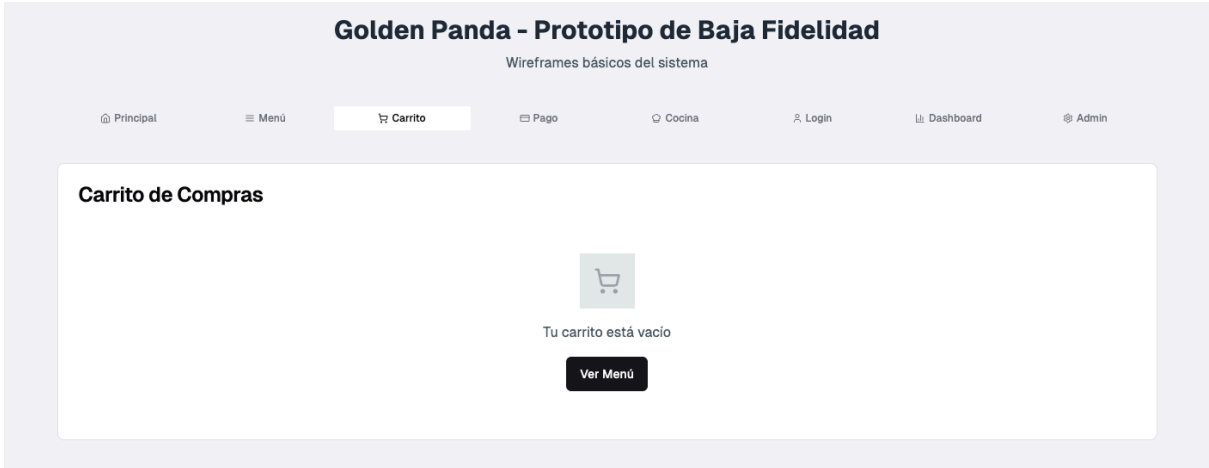 Golden Panda - Prototipo de Baja Fidelidad
Wireframes básicos del sistema
Principal Menú Carrito Pago Cocina Login Dashboard Admin
Carrito de Compras
Tu carrito está vacío
Ver Menú